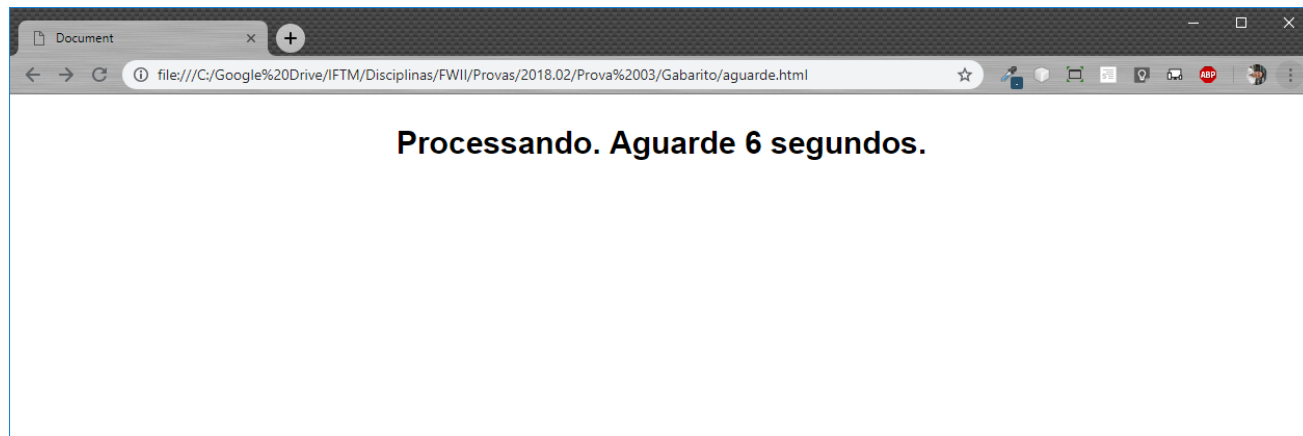 Document
file:///C:/Google%20Drive/IFTM/Disciplinas/FWII/Provas/2018.02/Prova%2003/Gabarito/aguarde.html
ABP
Processando. Aguarde 6 segundos.